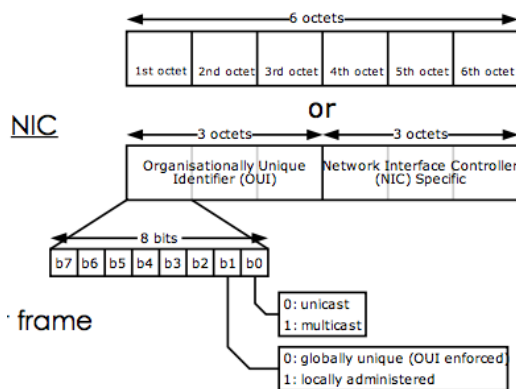 6 octets
1st octet 2nd octet 3rd octet 4th octet 5th octet 6th octet
or
NIC
3 octets 3 octets
Organisationally Unique Identifier (OUI)
Network Interface Controller (NIC) Specific
8 bits
b7 b6 b5 b4 b3 b2 b1 b0
0: unicast
1: multicast
frame
0: globally unique (OUI enforced)
1: locally administered